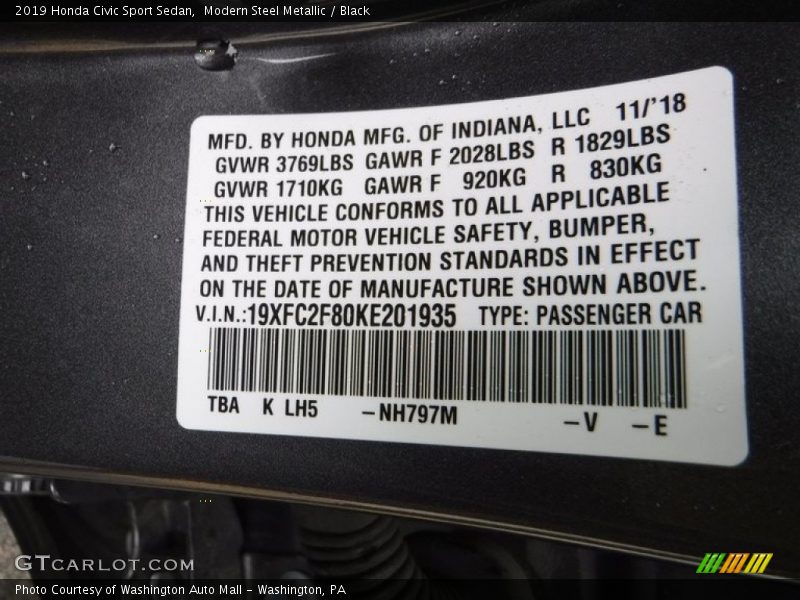 2019 Honda Civic Sport Sedan, Modern Steel Metallic / Black
MFD. BY HONDA MFG. OF INDIANA, LLC 11/'18
GVWR 3769LBS GAWR F 2028LBS R 1829LBS
GVWR 1710KG GAWR F 920KG R 830KG
THIS VEHICLE CONFORMS TO ALL APPLICABLE
FEDERAL MOTOR VEHICLE SAFETY, BUMPER,
AND THEFT PREVENTION STANDARDS IN EFFECT
ON THE DATE OF MANUFACTURE SHOWN ABOVE.
V.I.N.:19XFC2F80KE201935 TYPE: PASSENGER CAR
TBA K LH5 -NH797M -V -E
GTcarlot.com
Photo Courtesy of Washington Auto Mall - Washington, PA